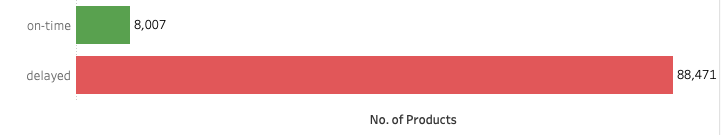 on-time 8,007
delayed 88,471
No. of Products